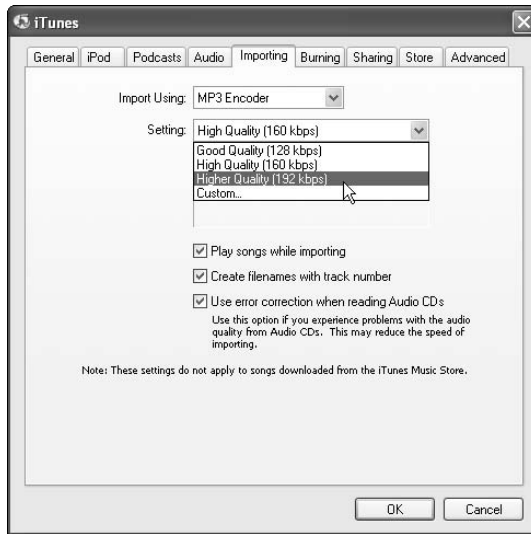 iTunes
General iPod Podcasts Audio Importing Burning Sharing Store Advanced
Import Using: MP3 Encoder
Setting: High Quality (160 kbps)
Good Quality (128 kbps)
High Quality (160 kbps)
Higher Quality (192 kbps)
Custom...
Play songs while importing
Create filenames with track number
Use error correction when reading Audio CDs
Use this option if you experience problems with the audio
quality from Audio CDs. This may reduce the speed of
importing.
Note: These settings do not apply to songs downloaded from the iTunes Music Store.
OK Cancel